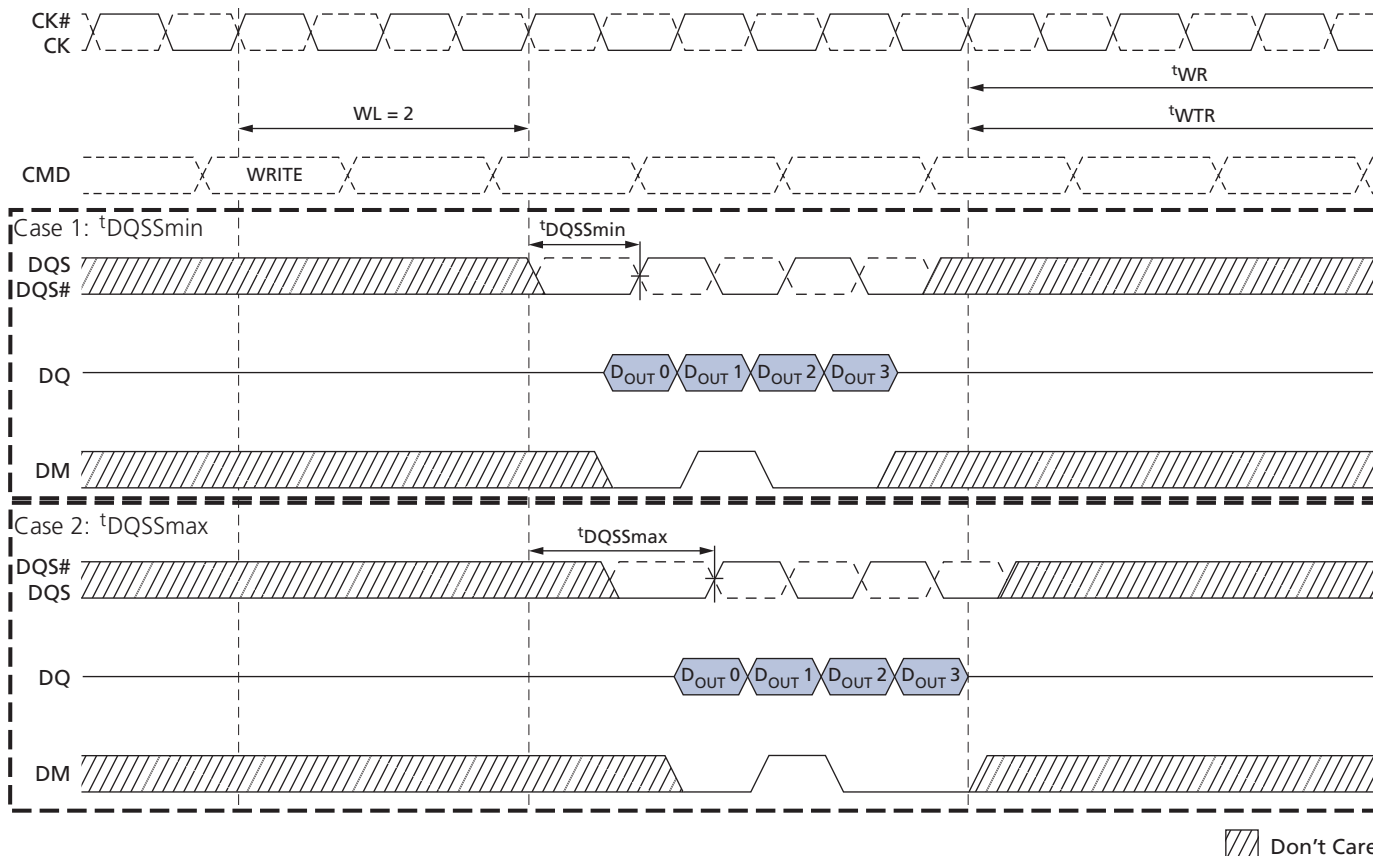 CK#
CK
tWR
WL = 2
tWTR
CMD
WRITE
Case 1: tDQSSmin
tDQSSmin
DQS
DQS#
DQ
DOUT 0 DOUT 1 DOUT 2 DOUT 3
DM
Case 2: tDQSSmax
tDQSSmax
DQS#
DQS
DQ
DOUT 0 DOUT 1 DOUT 2 DOUT 3
DM
Don't Care